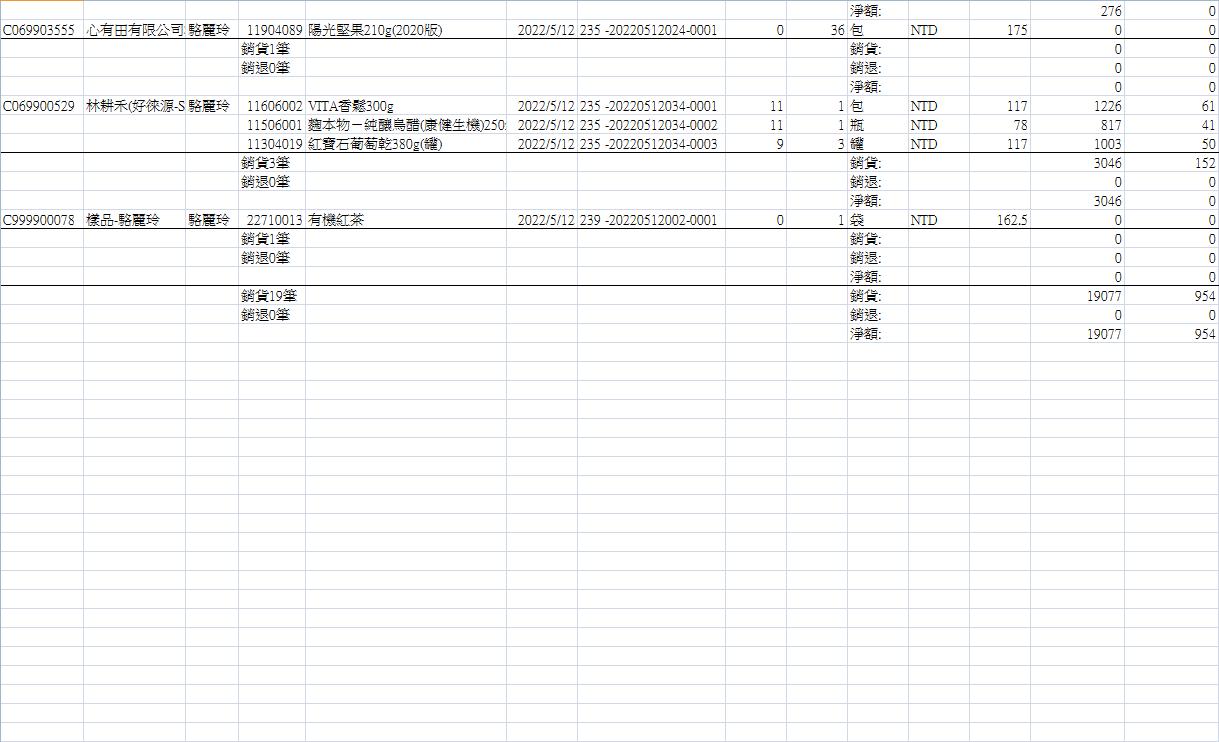 淨額: 276 0
C069903555 心有田有限公司 駱麗玲 11904089 陽光堅果210g(2020版) 2022/5/12 235 -20220512024-0001 0 36 包 NTD 175 0 0
銷貨1筆 銷貨: 0 0
銷退0筆 銷退: 0 0
淨額: 0 0
C069900529 林耕禾(好徠源-S 駱麗玲 11606002 VITA香鬆300g 2022/5/12 235 -20220512034-0001 11 1 包 NTD 117 1226 61
11506001 麴本物－純釀烏醋(康健生機)250 2022/5/12 235 -20220512034-0002 11 1 瓶 NTD 78 817 41
11304019 紅寶石葡萄乾380g(罐) 2022/5/12 235 -20220512034-0003 9 3 罐 NTD 117 1003 50
銷貨3筆 銷貨: 3046 152
銷退0筆 銷退: 0 0
淨額: 3046 0
C999900078 樣品-駱麗玲 駱麗玲 22710013 有機紅茶 2022/5/12 239 -20220512002-0001 0 1 袋 NTD 162.5 0 0
銷貨1筆 銷貨: 0 0
銷退0筆 銷退: 0 0
淨額: 0 0
銷貨19筆 銷貨: 19077 954
銷退0筆 銷退: 0 0
淨額: 19077 954